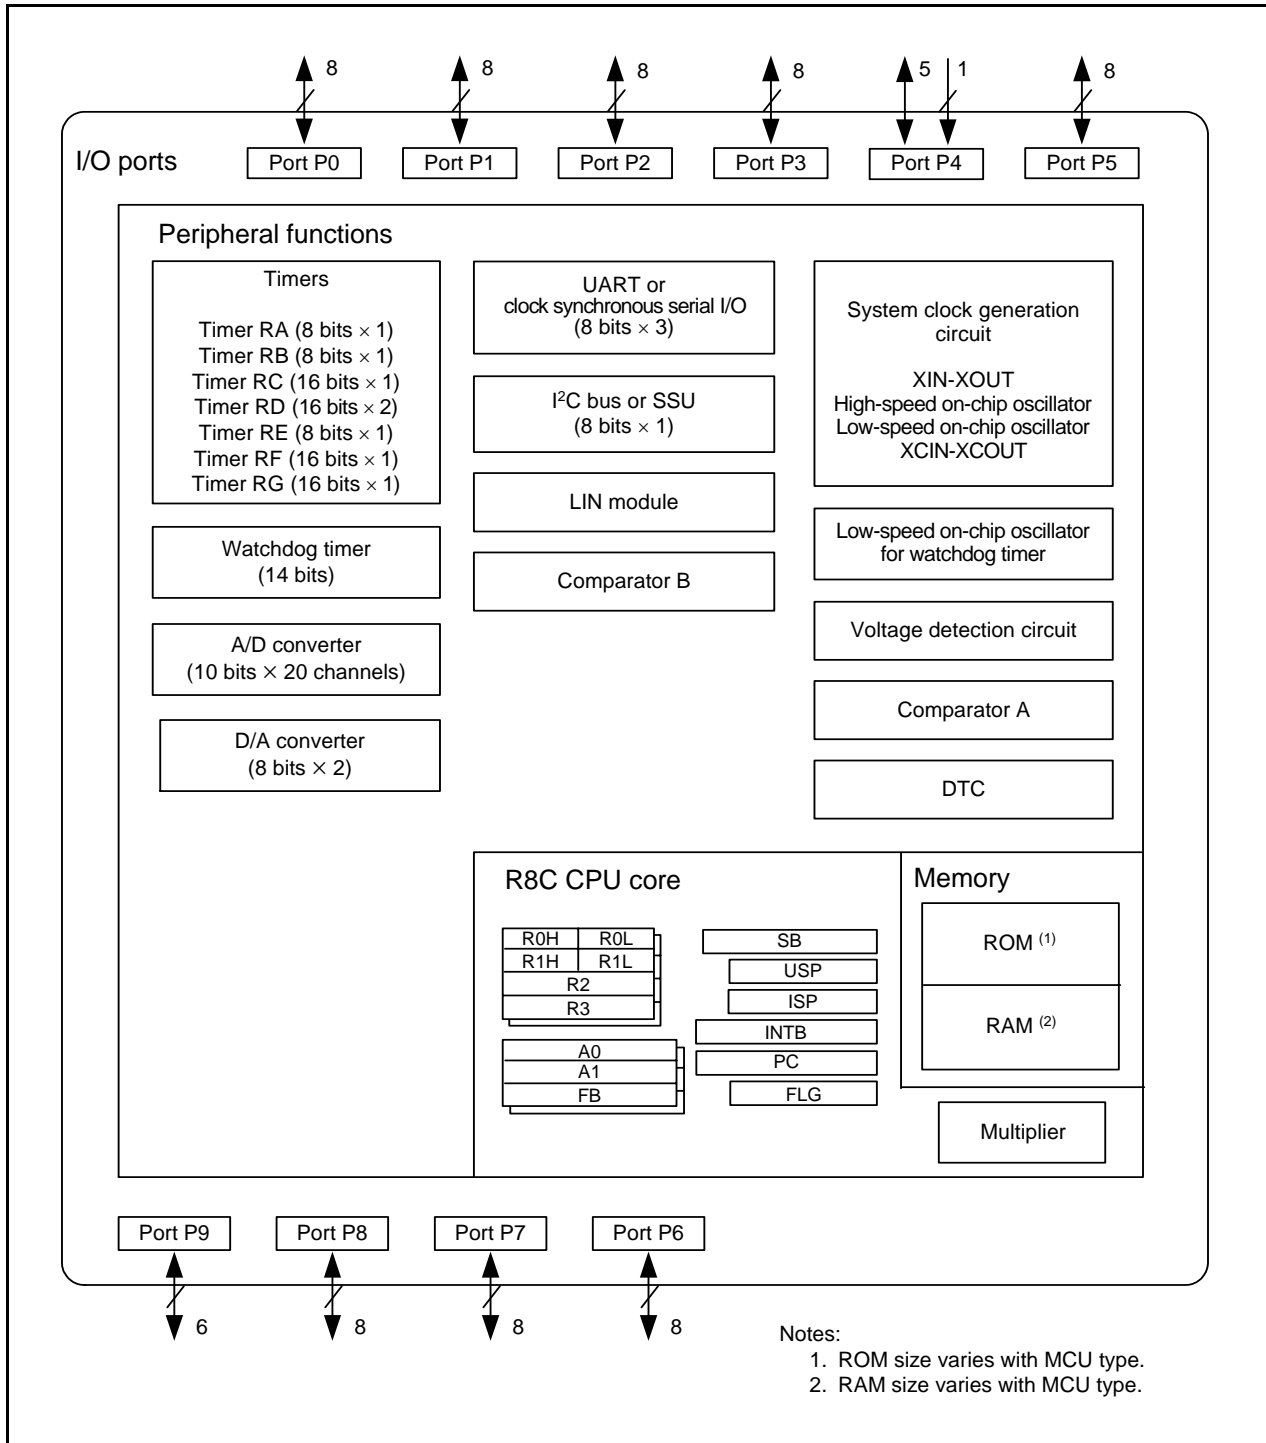 8 8 8 8 5 1 8
I/O ports
Port P0 Port P1 Port P2 Port P3 Port P4 Port P5
Peripheral functions
Timers
Timer RA (8 bits × 1)
Timer RB (8 bits × 1)
Timer RC (16 bits × 1)
Timer RD (16 bits × 2)
Timer RE (8 bits × 1)
Timer RF (16 bits × 1)
Timer RG (16 bits × 1)
Watchdog timer
(14 bits)
A/D converter
(10 bits × 20 channels)
D/A converter
(8 bits × 2)
UART or
clock synchronous serial I/O
(8 bits × 3)
I²C bus or SSU
(8 bits × 1)
LIN module
Comparator B
System clock generation
circuit
XIN-XOUT
High-speed on-chip oscillator
Low-speed on-chip oscillator
XCIN-XCOUT
Low-speed on-chip oscillator
for watchdog timer
Voltage detection circuit
Comparator A
DTC
R8C CPU core
R0H R0L
R1H R1L
R2
R3
A0
A1
FB
SB
USP
ISP
INTB
PC
FLG
Memory
ROM (1)
RAM (2)
Multiplier
Port P9 Port P8 Port P7 Port P6
6 8 8 8
Notes:
1. ROM size varies with MCU type.
2. RAM size varies with MCU type.